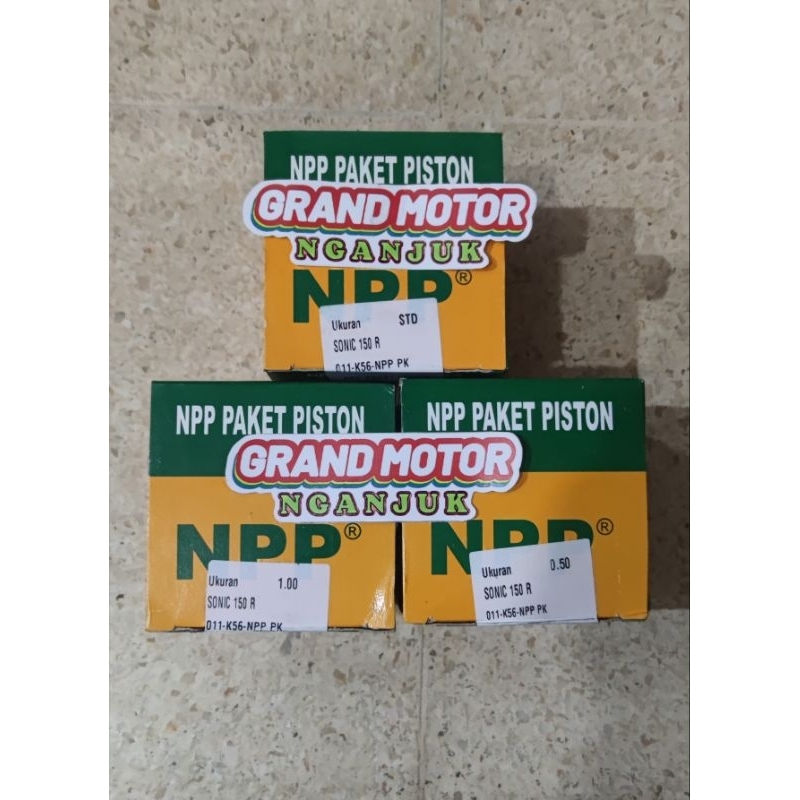 NPP PAKET PISTON
GRAND MOTOR
NGANJUK
NPP®
Ukuran STD
SONIC 150 R
011-K56-NPP PK
NPP PAKET PISTON
NPP PAKET PISTON
GRAND MOTOR
NGANJUK
NPP®
Ukuran 1.00
SONIC 150 R
011-K56-NPP PK
NPP®
Ukuran 0.50
SONIC 150 R
011-K56-NPP PK